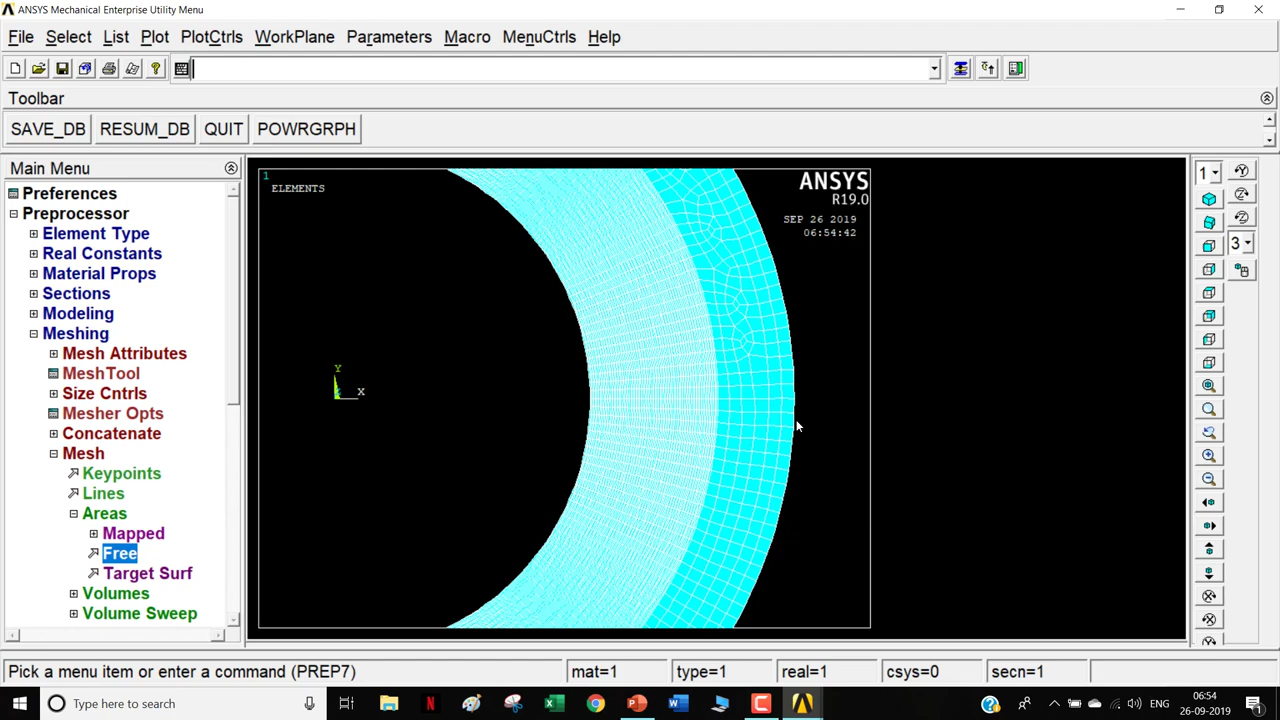 ANSYS Mechanical Enterprise Utility Menu
File Select List Plot PlotCtrls WorkPlane Parameters Macro MenuCtrls Help
Toolbar
SAVE_DB RESUM_DB QUIT POWRGRPH
Main Menu
Preferences
Preprocessor
Element Type
Real Constants
Material Props
Sections
Modeling
Meshing
Mesh Attributes
MeshTool
Size Cntrls
Mesher Opts
Concatenate
Mesh
Keypoints
Lines
Areas
Mapped
Free
Target Surf
Volumes
Volume Sweep
1
ELEMENTS
ANSYS
R19.0
SEP 26 2019
06:54:42
Y
X
1
3
Pick a menu item or enter a command (PREP7) mat=1 type=1 real=1 csys=0 secn=1
Type here to search
ENG
06:54
26-09-2019
1